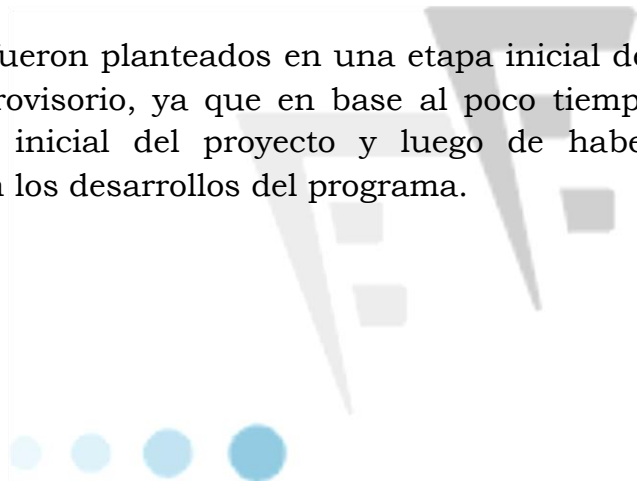 fueron planteados en una etapa inicial de
rovisorio, ya que en base al poco tiemp
inicial del proyecto y luego de habe
los desarrollos del programa.